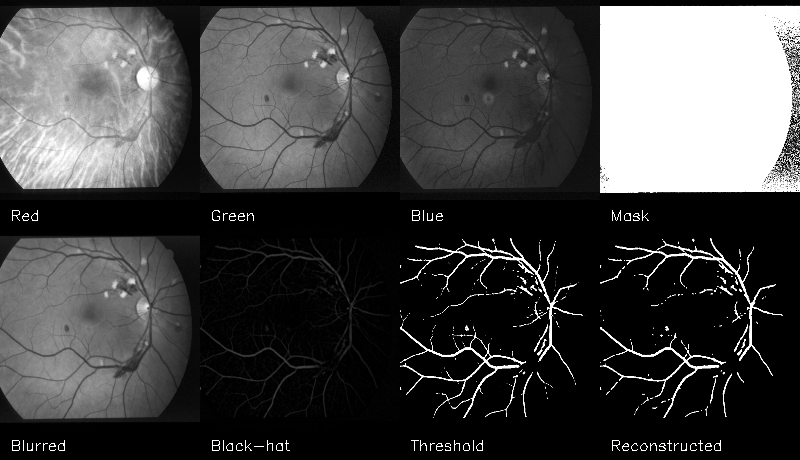 Red
Green
Blue
Mask
Blurred
Black-hat
Threshold
Reconstructed